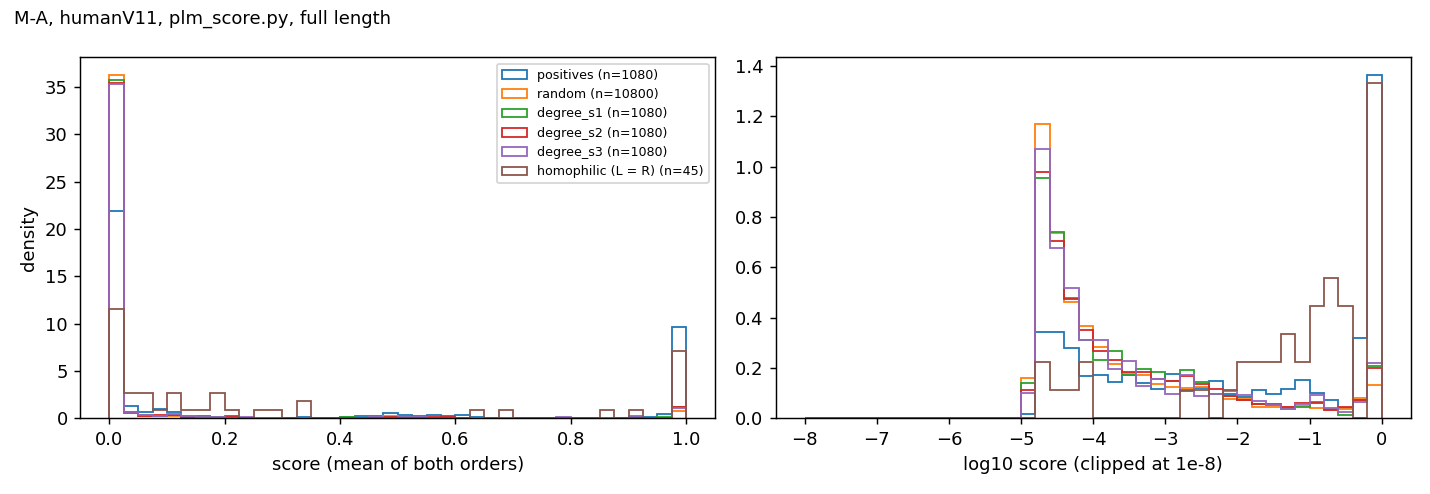 M-A, humanV11, plm_score.py, full length
positives (n=1080)
random (n=10800)
degree_s1 (n=1080)
degree_s2 (n=1080)
degree_s3 (n=1080)
homophilic (L = R) (n=45)
density
35
30
25
20
15
10
5
0
0.0 0.2 0.4 0.6 0.8 1.0
score (mean of both orders)
1.4
1.2
1.0
0.8
0.6
0.4
0.2
0.0
−8 −7 −6 −5 −4 −3 −2 −1 0
log10 score (clipped at 1e-8)